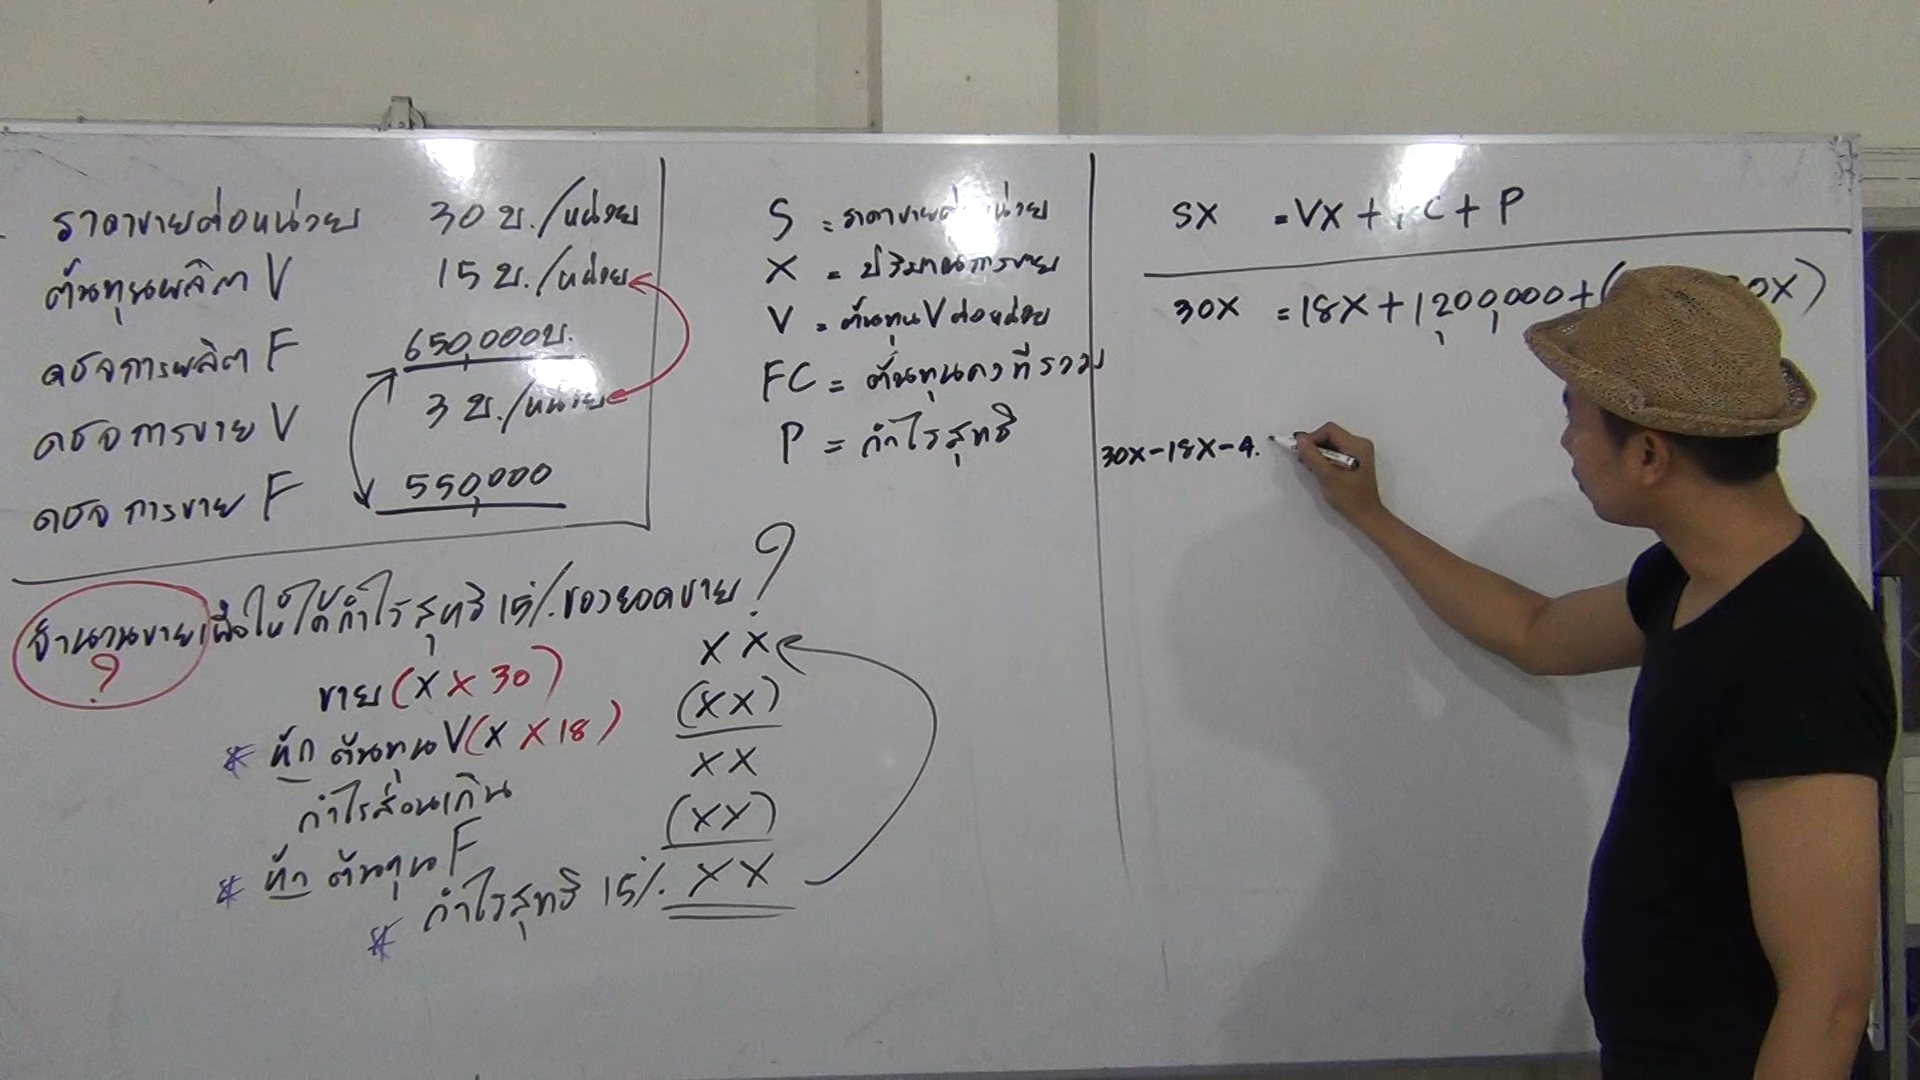 ราคาขายต่อหน่วย 30 บ./หน่วย
ต้นทุนผลิต V 15 บ./หน่วย
คชจการผลิต F 650,000บ.
คชจการขาย V 3 บ./หน่วย
คชจการขาย F 550,000
จำนวนขายเพื่อให้ได้กำไรสุทธิ 15% ของยอดขาย?
?
ขาย (X X 30) XX
* หัก ต้นทุน V (X X 18) (XX)
กำไรส่วนเกิน XX
* หัก ต้นทุน F (XX)
* กำไรสุทธิ 15% XX
S = ราคาขายต่อหน่วย
X = ปริมาณการขาย
V = ต้นทุน V ต่อหน่วย
FC = ต้นทุนคงที่รวม
P = กำไรสุทธิ
SX = VX + FC + P
30X = 18X + 1,200,000 + ( 0X)
30X - 18X - 4.